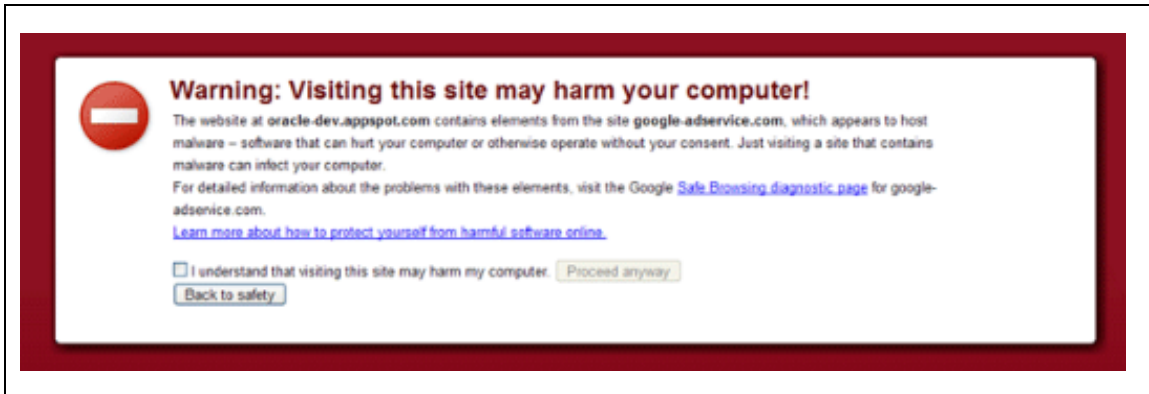 Warning: Visiting this site may harm your computer!
The website at oracle-dev.appspot.com contains elements from the site google-adservice.com, which appears to host
malware – software that can hurt your computer or otherwise operate without your consent. Just visiting a site that contains
malware can infect your computer.
For detailed information about the problems with these elements, visit the Google Safe Browsing diagnostic page for google-
adservice.com.
Learn more about how to protect yourself from harmful software online.
I understand that visiting this site may harm my computer. Proceed anyway
Back to safety